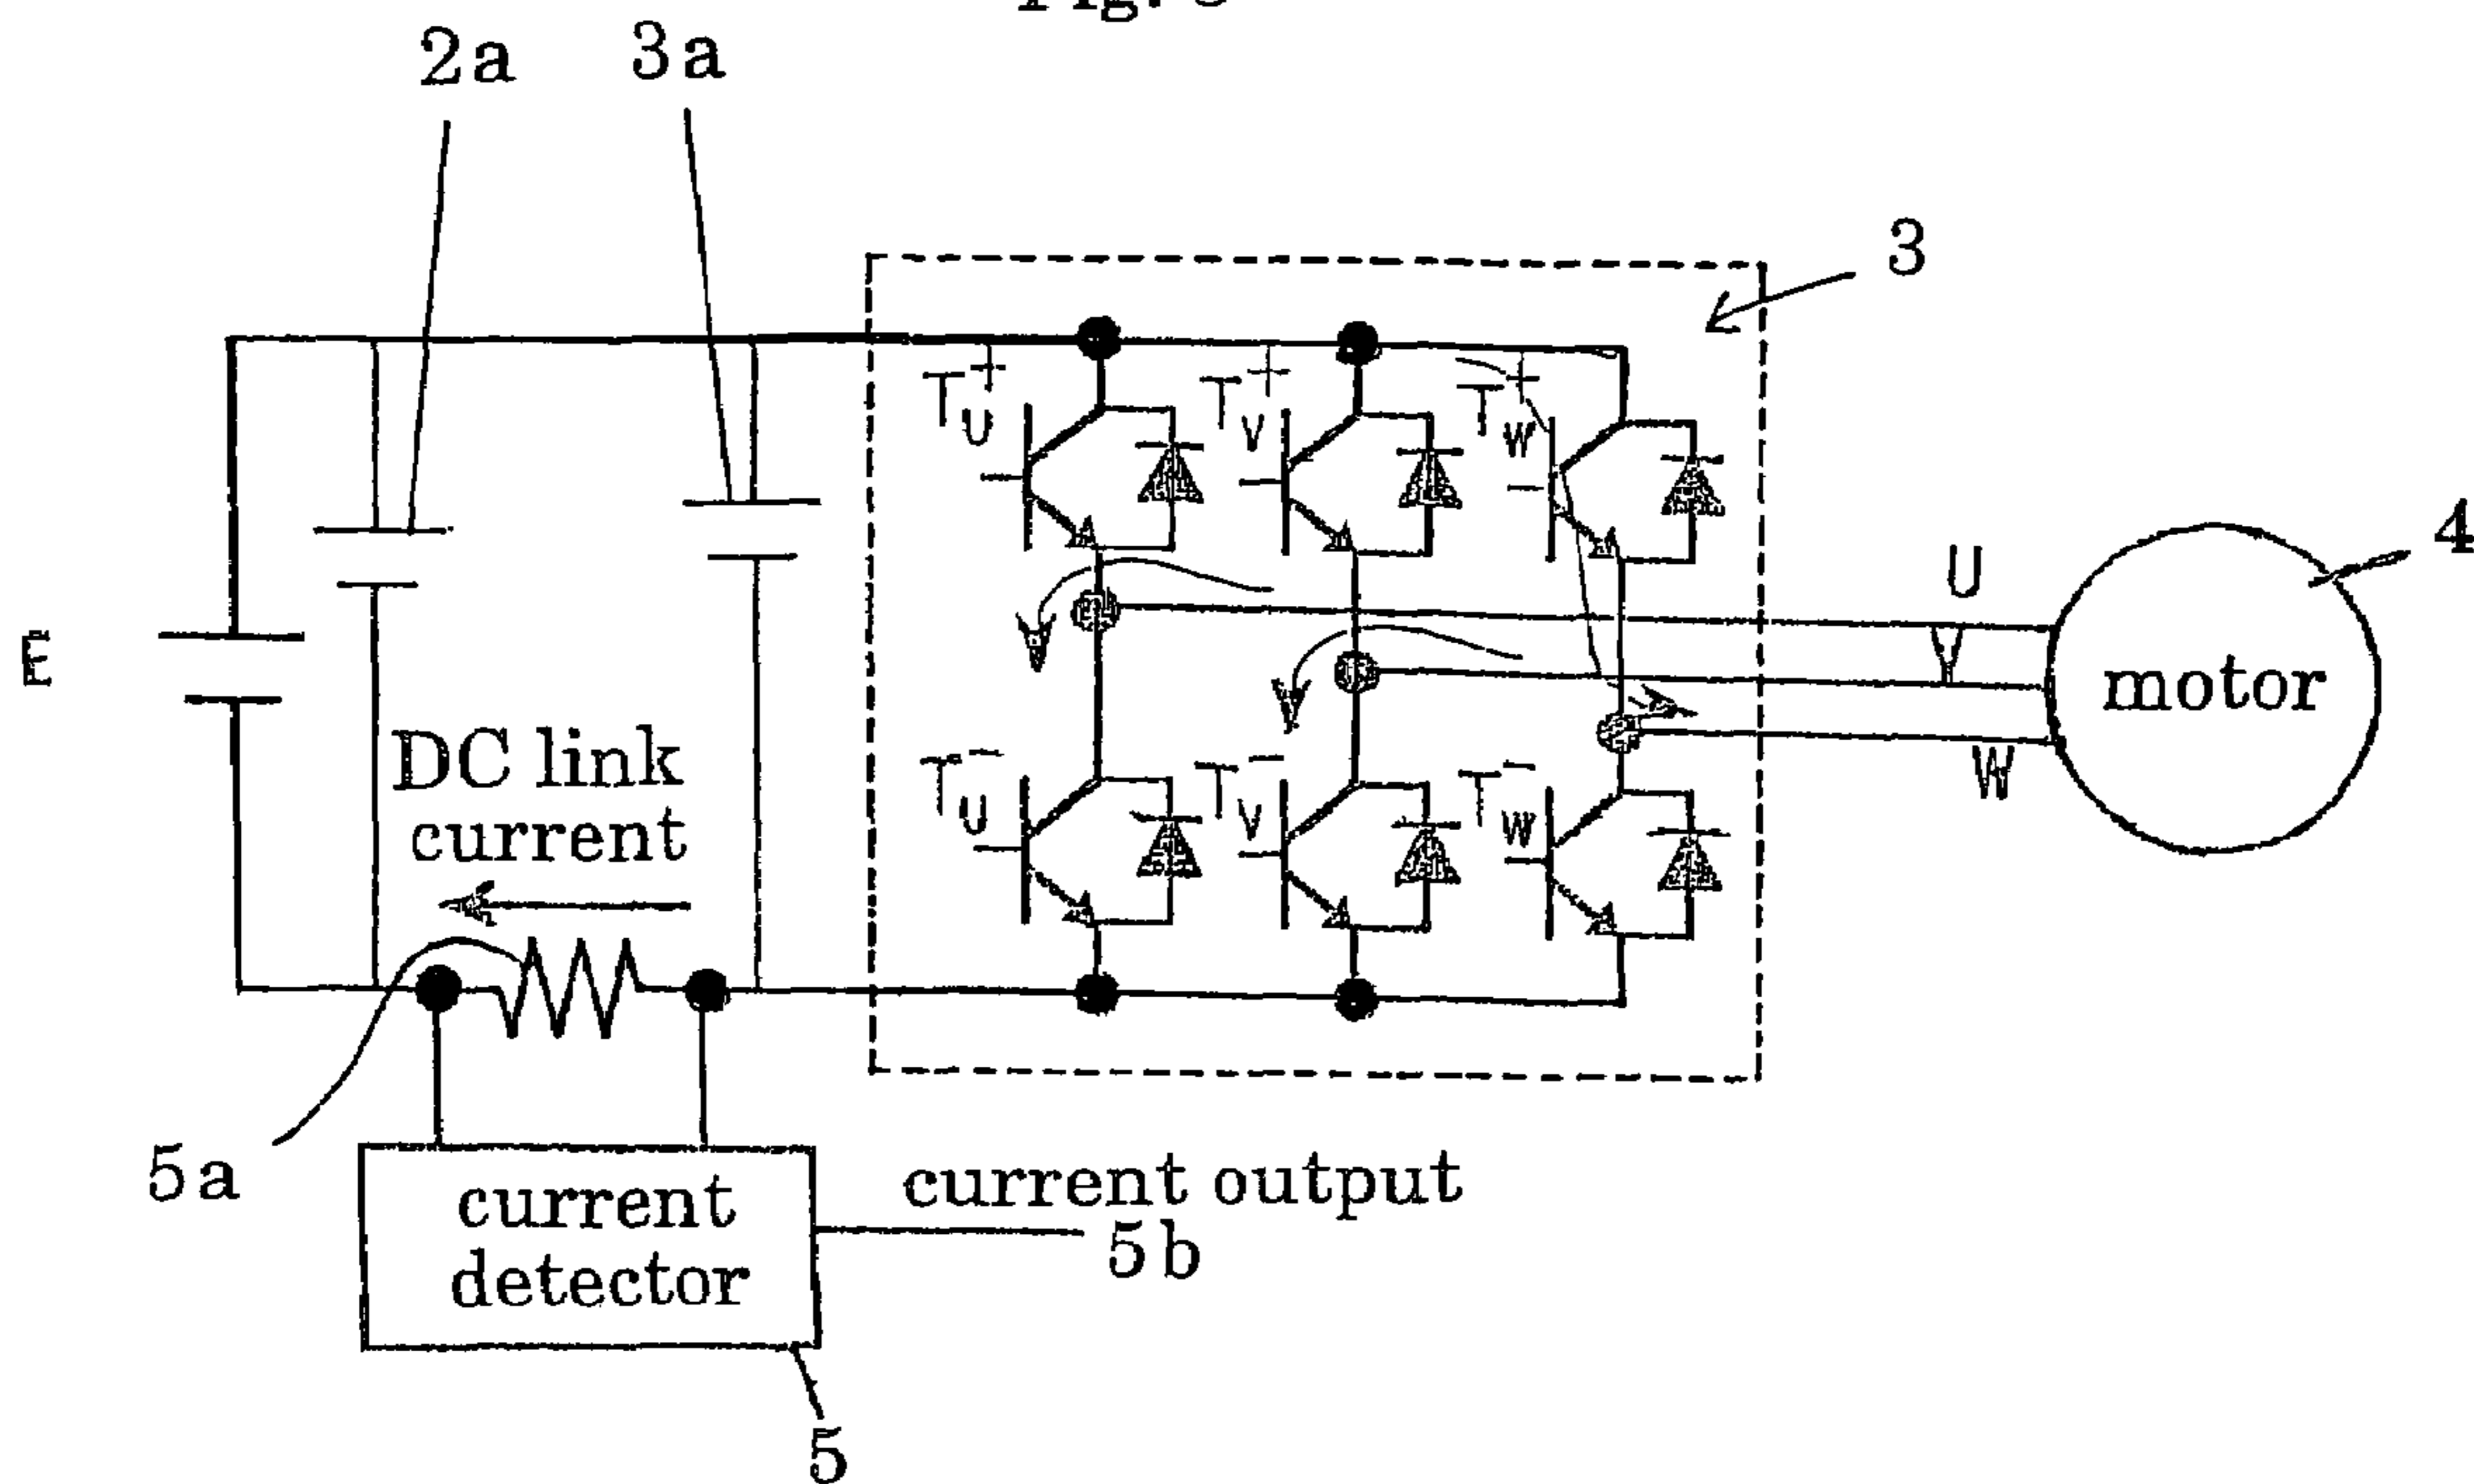 2a
3a
3
T U +
T V +
T W +
4
U
V
motor
W
E
DC link
current
T U -
T V -
T W -
5a
current
detector
current output
5b
5